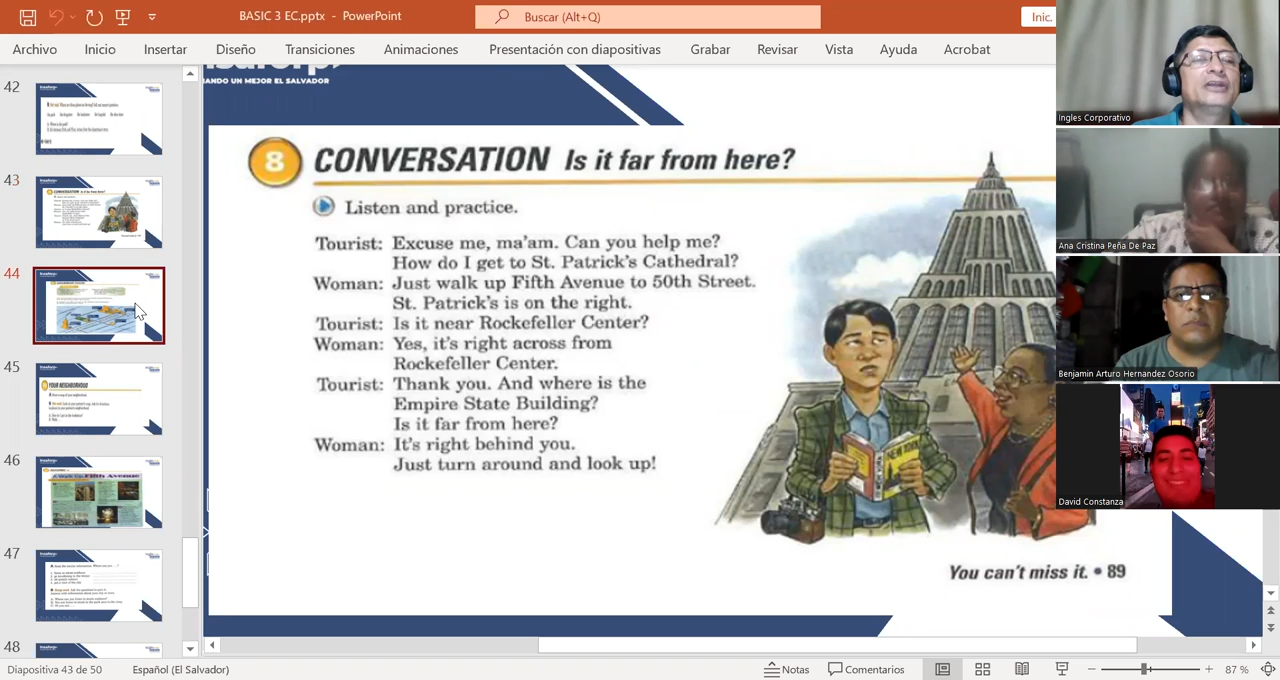 BASIC 3 EC.pptx - PowerPoint
Buscar (Alt+Q)
Inic.
Archivo Inicio Insertar Diseño Transiciones Animaciones Presentación con diapositivas Grabar Revisar Vista Ayuda Acrobat
42
43
44
45
46
47
48
8 CONVERSATION Is it far from here?
Listen and practice.
Tourist: Excuse me, ma'am. Can you help me?
How do I get to St. Patrick's Cathedral?
Woman: Just walk up Fifth Avenue to 50th Street.
St. Patrick's is on the right.
Tourist: Is it near Rockefeller Center?
Woman: Yes, it's right across from
Rockefeller Center.
Tourist: Thank you. And where is the
Empire State Building?
Is it far from here?
Woman: It's right behind you.
Just turn around and look up!
NEW YORK
You can't miss it. • 89
Ingles Corporativo
Ana Cristina Peña De Paz
Benjamin Arturo Hernandez Osorio
David Constanza
Diapositiva 43 de 50
Español (El Salvador)
Notas
Comentarios
87 %